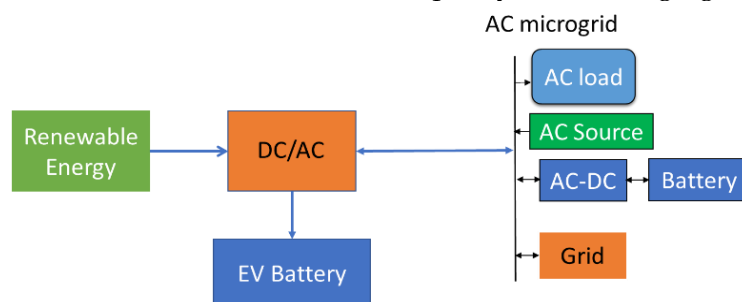 AC microgrid
AC load
Renewable
Energy
DC/AC
AC Source
AC-DC
Battery
EV Battery
Grid